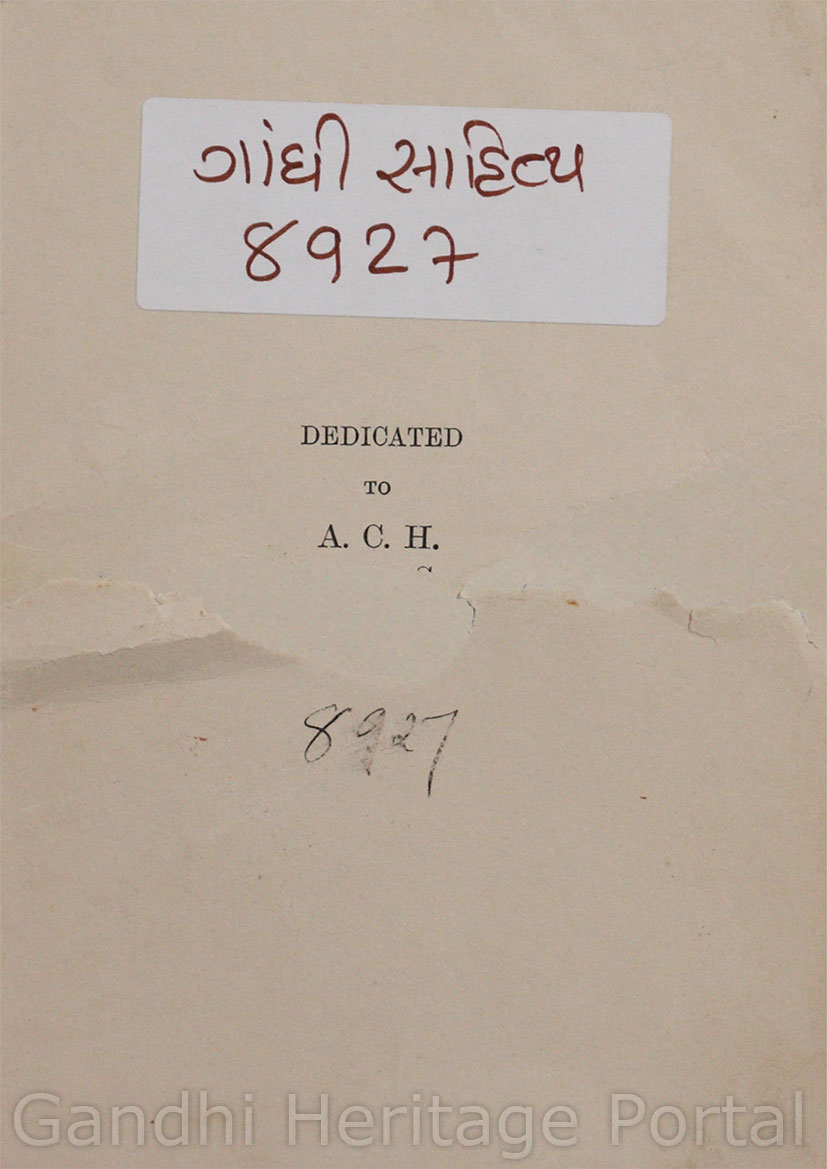 ગાંધી સાહિત્ય
8927
DEDICATED
TO
A. C. H.
8927
Gandhi Heritage Portal